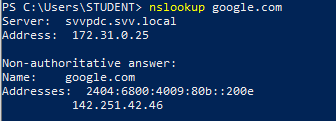 PS C:\Users\STUDENT> nslookup google.com
Server:  svvpdc.svv.local
Address:  172.31.0.25

Non-authoritative answer:
Name:    google.com
Addresses:  2404:6800:4009:80b::200e
          142.251.42.46